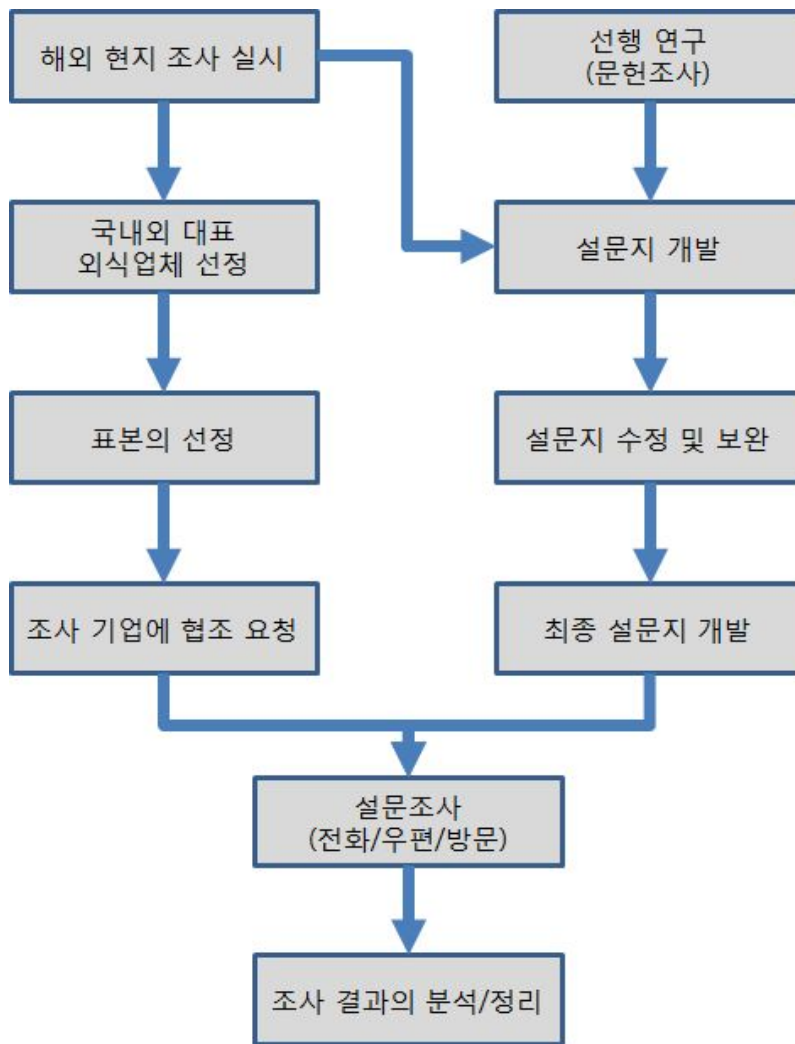 해외 현지 조사 실시
선행 연구
(문헌조사)
국내외 대표
외식업체 선정
설문지 개발
표본의 선정
설문지 수정 및 보완
조사 기업에 협조 요청
최종 설문지 개발
설문조사
(전화/우편/방문)
조사 결과의 분석/정리